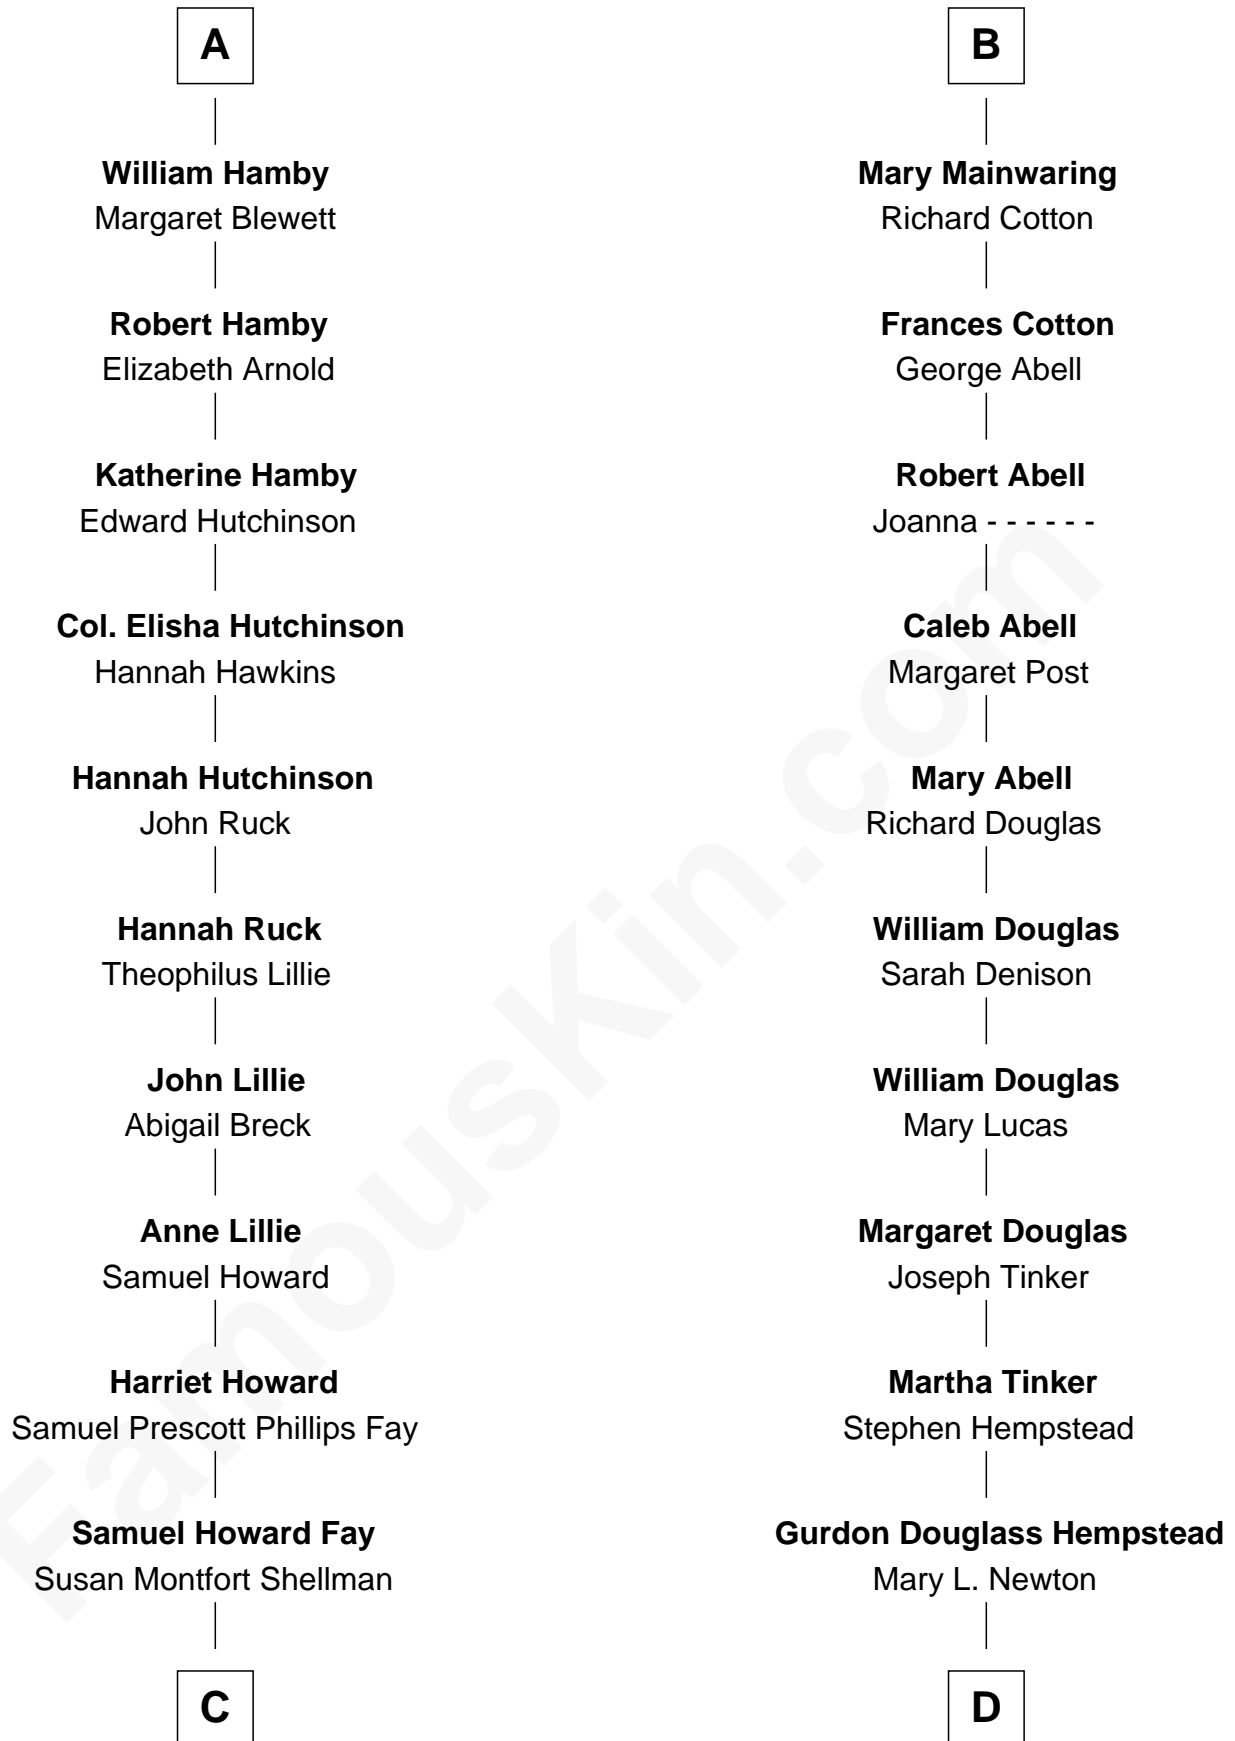 A
William Hamby
Margaret Blewett
Robert Hamby
Elizabeth Arnold
Katherine Hamby
Edward Hutchinson
Col. Elisha Hutchinson
Hannah Hawkins
Hannah Hutchinson
John Ruck
Hannah Ruck
Theophilus Lillie
John Lillie
Abigail Breck
Anne Lillie
Samuel Howard
Harriet Howard
Samuel Prescott Phillips Fay
Samuel Howard Fay
Susan Montfort Shellman
C
B
Mary Mainwaring
Richard Cotton
Frances Cotton
George Abell
Robert Abell
Joanna - - - - - -
Caleb Abell
Margaret Post
Mary Abell
Richard Douglas
William Douglas
Sarah Denison
William Douglas
Mary Lucas
Margaret Douglas
Joseph Tinker
Martha Tinker
Stephen Hempstead
Gurdon Douglass Hempstead
Mary L. Newton
D
FamousKin.com